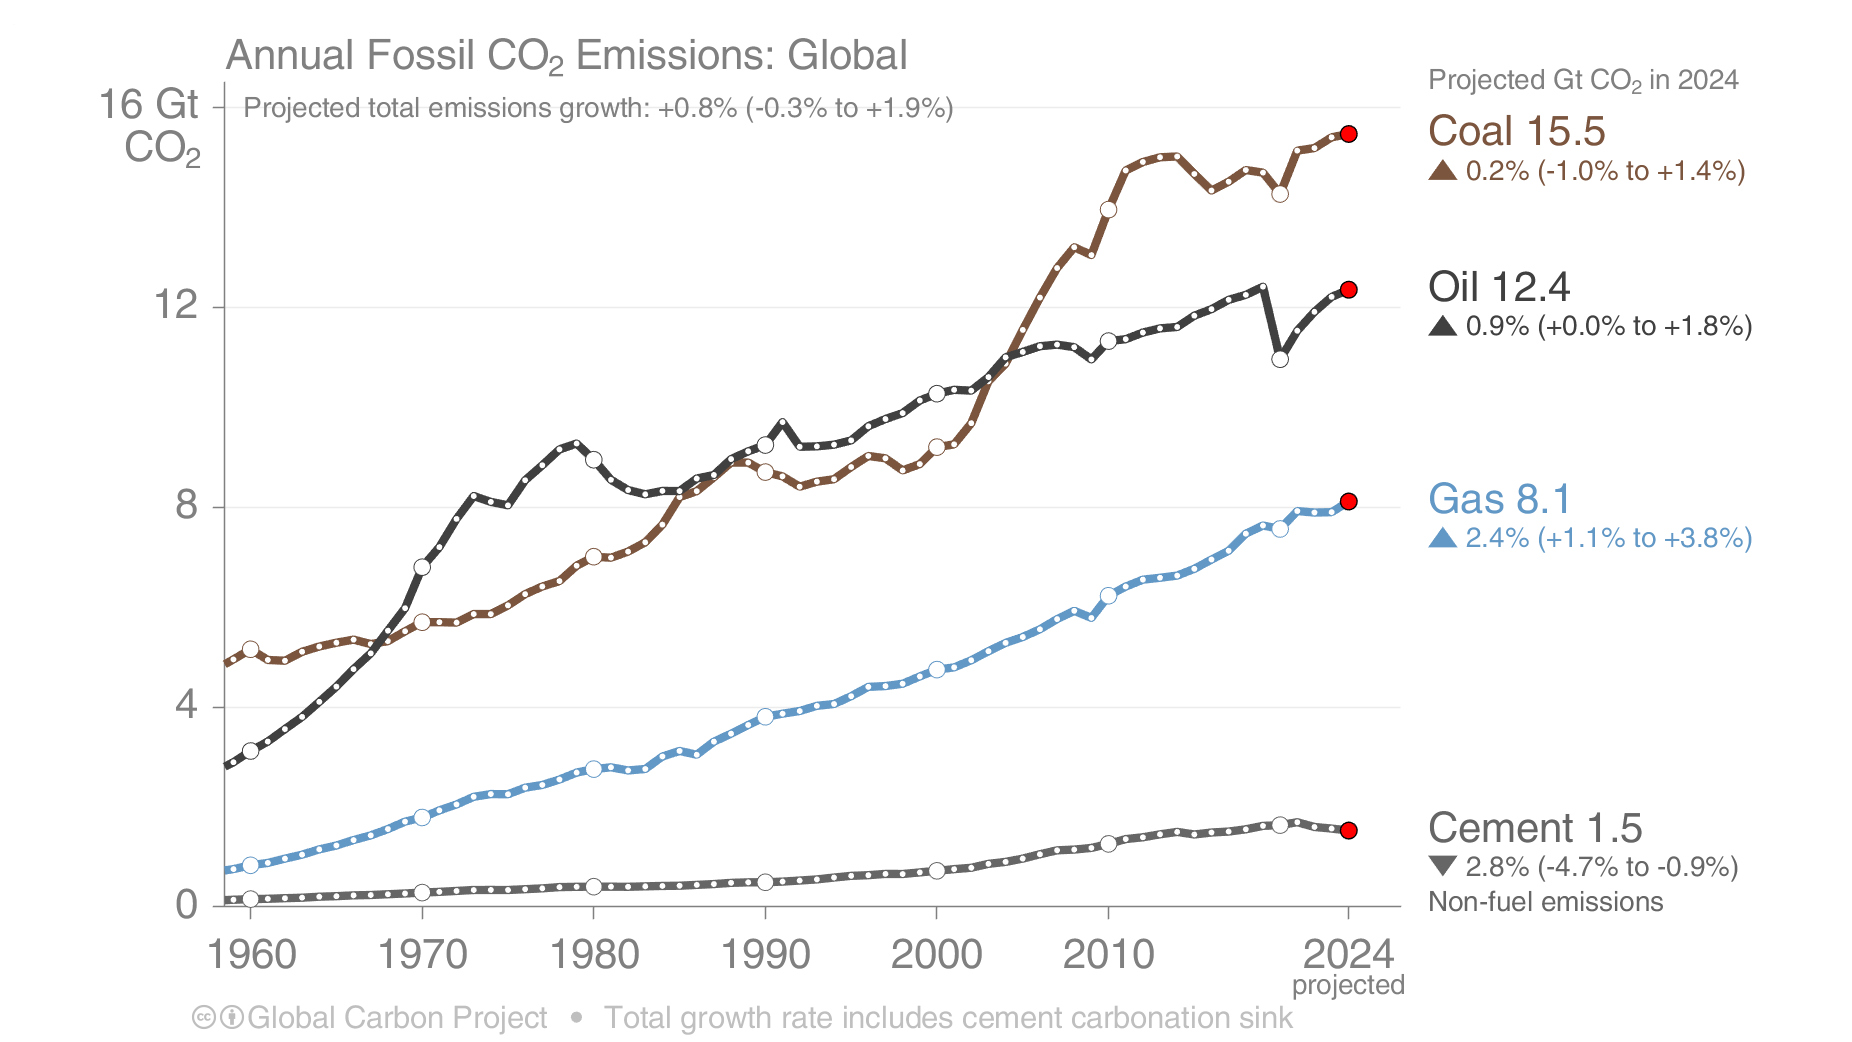 Annual Fossil CO₂ Emissions: Global
Projected total emissions growth: +0.8% (-0.3% to +1.9%)
16 Gt
CO₂
12
8
4
0
1960 1970 1980 1990 2000 2010 2024
projected
Projected Gt CO₂ in 2024
Coal 15.5
▲ 0.2% (-1.0% to +1.4%)
Oil 12.4
▲ 0.9% (+0.0% to +1.8%)
Gas 8.1
▲ 2.4% (+1.1% to +3.8%)
Cement 1.5
▼ 2.8% (-4.7% to -0.9%)
Non-fuel emissions
cc Global Carbon Project • Total growth rate includes cement carbonation sink